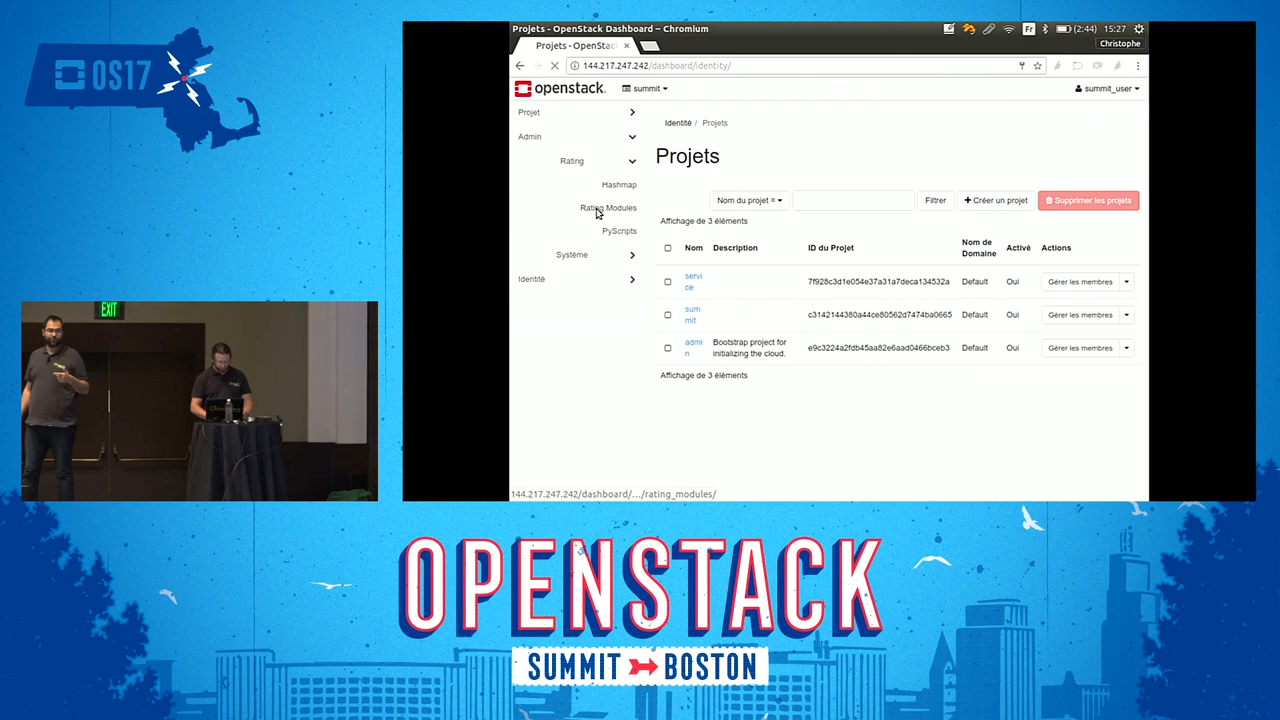 OS17
Projets - OpenStack Dashboard – Chromium
Fr
(2:44)
15:27
Projets - OpenStac
Christophe
144.217.247.242/dashboard/identity/
openstack.
summit
summit_user
Projet
Admin
Rating
Hashmap
Rating Modules
PyScripts
Système
Identité
Identité / Projets
Projets
Nom du projet =
Filtrer
Créer un projet
Supprimer les projets
Affichage de 3 éléments
Nom Description ID du Projet Nom de Domaine Activé Actions
servi
ce
7f928c3d1e054e37a31a7deca134532a Default Oui Gérer les membres
sum
mit
c3142144380a44ce80562d7474ba0665 Default Oui Gérer les membres
admi
n
Bootstrap project for
initializing the cloud.
e9c3224a2fdb45aa82e6aad0466bceb3 Default Oui Gérer les membres
Affichage de 3 éléments
144.217.247.242/dashboard/.../rating_modules/
EXIT
OPENSTACK
SUMMIT BOSTON